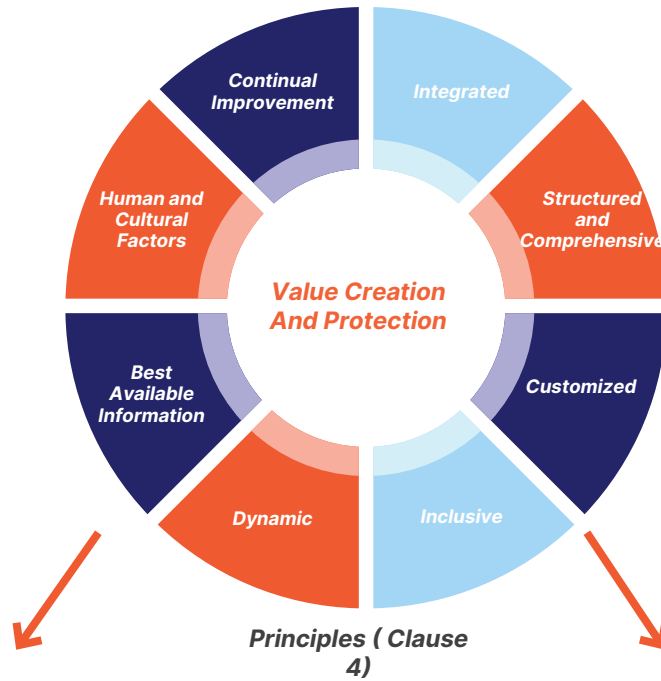 Continual
Improvement
Integrated
Human and
Cultural
Factors
Structured
and
Comprehensive
Value Creation
And Protection
Best
Available
Information
Customized
Dynamic
Inclusive
Principles ( Clause
4)